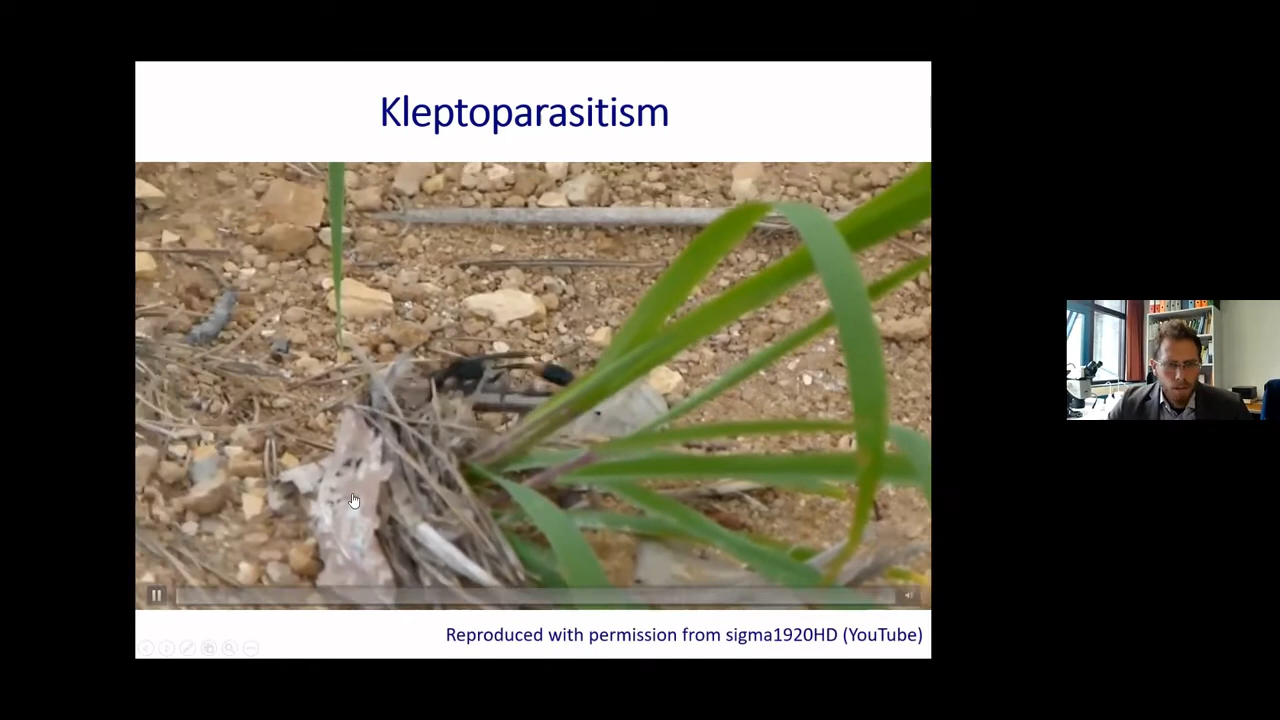 Kleptoparasitism
Reproduced with permission from sigma1920HD (YouTube)